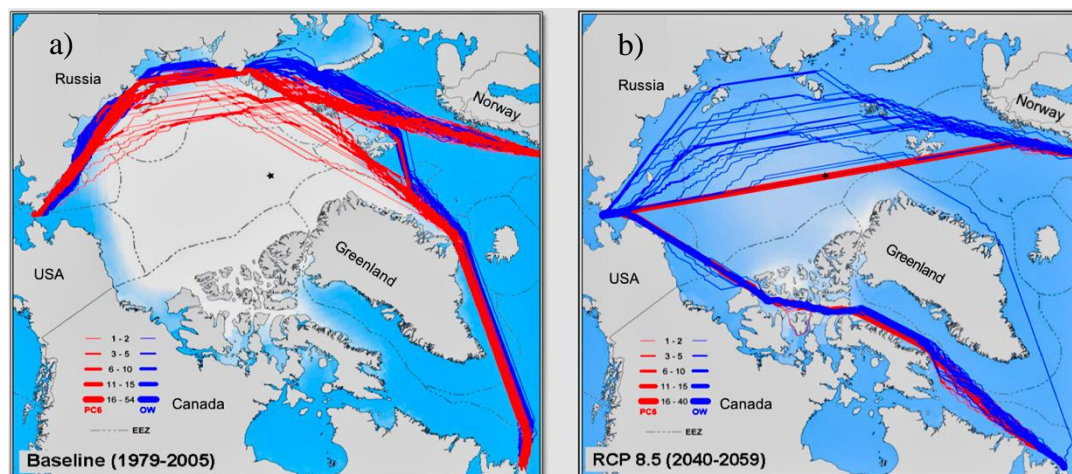 a)
Russia
Norway
Greenland
USA
Canada
1 - 2
3 - 5
6 - 10
11 - 15
16 - 54
PC6
OW
EEZ
Baseline (1979-2005)
b)
Russia
Norway
Greenland
USA
Canada
1 - 2
3 - 5
6 - 10
11 - 15
16 - 40
PC6
OW
EEZ
RCP 8.5 (2040-2059)